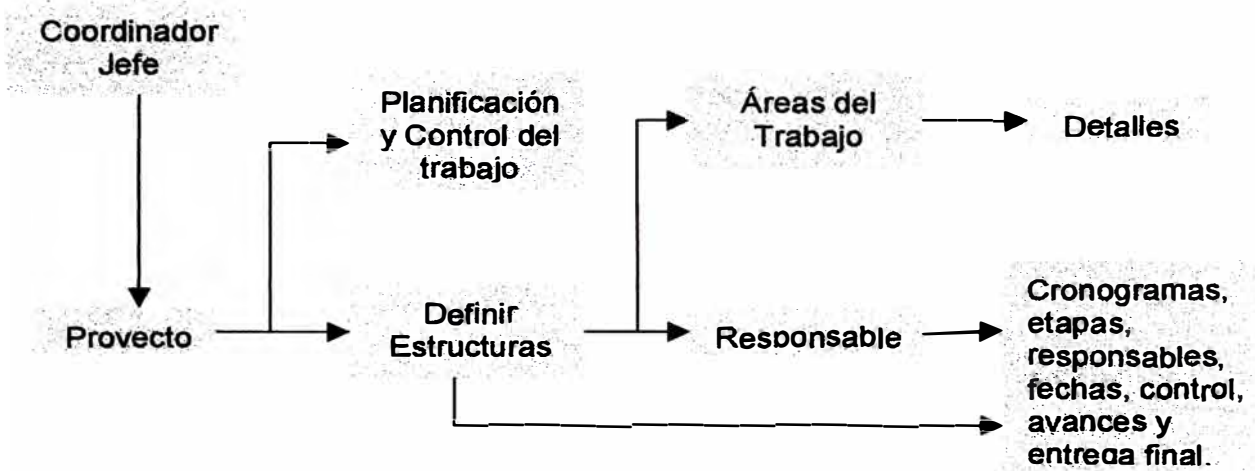 Coordinador
Jefe
Planificación
y Control del
trabajo
Áreas del
Trabajo
Detalles
Proyecto
Definir
Estructuras
Responsable
Cronogramas,
etapas,
responsables,
fechas, control,
avances y
entrega final.